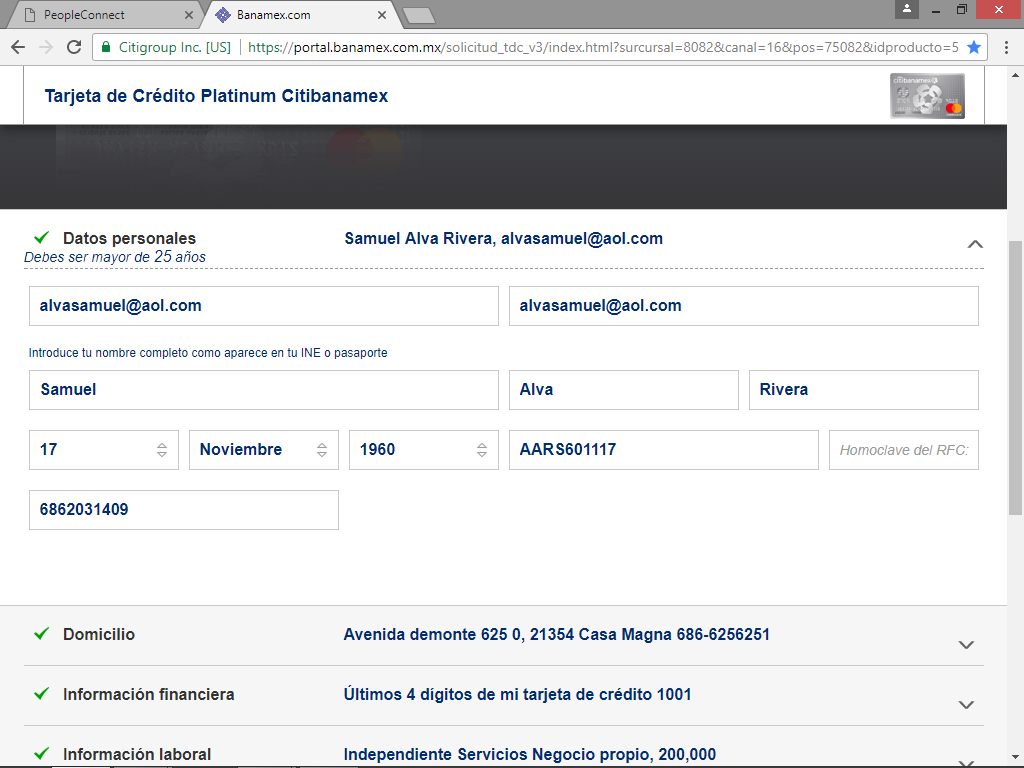 PeopleConnect
Banamex.com
Citigroup Inc. [US] https://portal.banamex.com.mx/solicitud_tdc_v3/index.html?surcursal=8082&canal=16&pos=75082&idproducto=5
Tarjeta de Crédito Platinum Citibanamex
citibanamex
Datos personales Samuel Alva Rivera, alvasamuel@aol.com
Debes ser mayor de 25 años
alvasamuel@aol.com alvasamuel@aol.com
Introduce tu nombre completo como aparece en tu INE o pasaporte
Samuel Alva Rivera
17 Noviembre 1960 AARS601117 Homoclave del RFC:
6862031409
Domicilio Avenida demonte 625 0, 21354 Casa Magna 686-6256251
Información financiera Últimos 4 dígitos de mi tarjeta de crédito 1001
Información laboral Independiente Servicios Negocio propio, 200,000